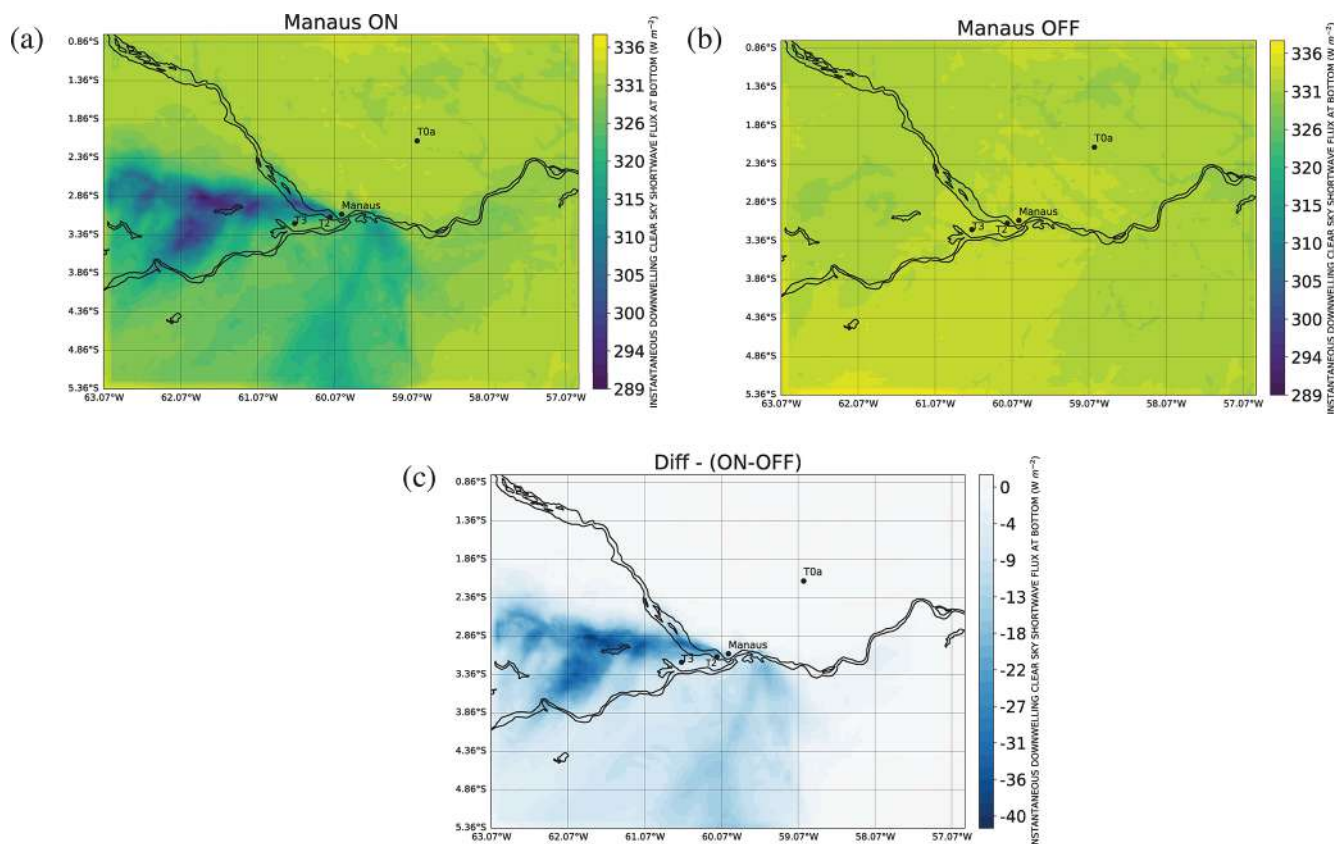 (a)
Manaus ON
0.86°S
1.36°S
1.86°S
2.36°S
2.86°S
3.36°S
3.86°S
4.36°S
4.86°S
5.36°S
63.07°W 62.07°W 61.07°W 60.07°W 59.07°W 58.07°W 57.07°W
T0a
Manaus
T3
T2
336
331
326
320
315
310
305
300
294
289
INSTANTANEOUS DOWNWELLING CLEAR SKY SHORTWAVE FLUX AT BOTTOM (W m⁻²)
(b)
Manaus OFF
0.86°S
1.36°S
1.86°S
2.36°S
2.86°S
3.36°S
3.86°S
4.36°S
4.86°S
5.36°S
63.07°W 62.07°W 61.07°W 60.07°W 59.07°W 58.07°W 57.07°W
T0a
Manaus
T3
T2
336
331
326
320
315
310
305
300
294
289
INSTANTANEOUS DOWNWELLING CLEAR SKY SHORTWAVE FLUX AT BOTTOM (W m⁻²)
(c)
Diff - (ON-OFF)
0.86°S
1.36°S
1.86°S
2.36°S
2.86°S
3.36°S
3.86°S
4.36°S
4.86°S
5.36°S
63.07°W 62.07°W 61.07°W 60.07°W 59.07°W 58.07°W 57.07°W
T0a
Manaus
T3
T2
0
-4
-9
-13
-18
-22
-27
-31
-36
-40
INSTANTANEOUS DOWNWELLING CLEAR SKY SHORTWAVE FLUX AT BOTTOM (W m⁻²)